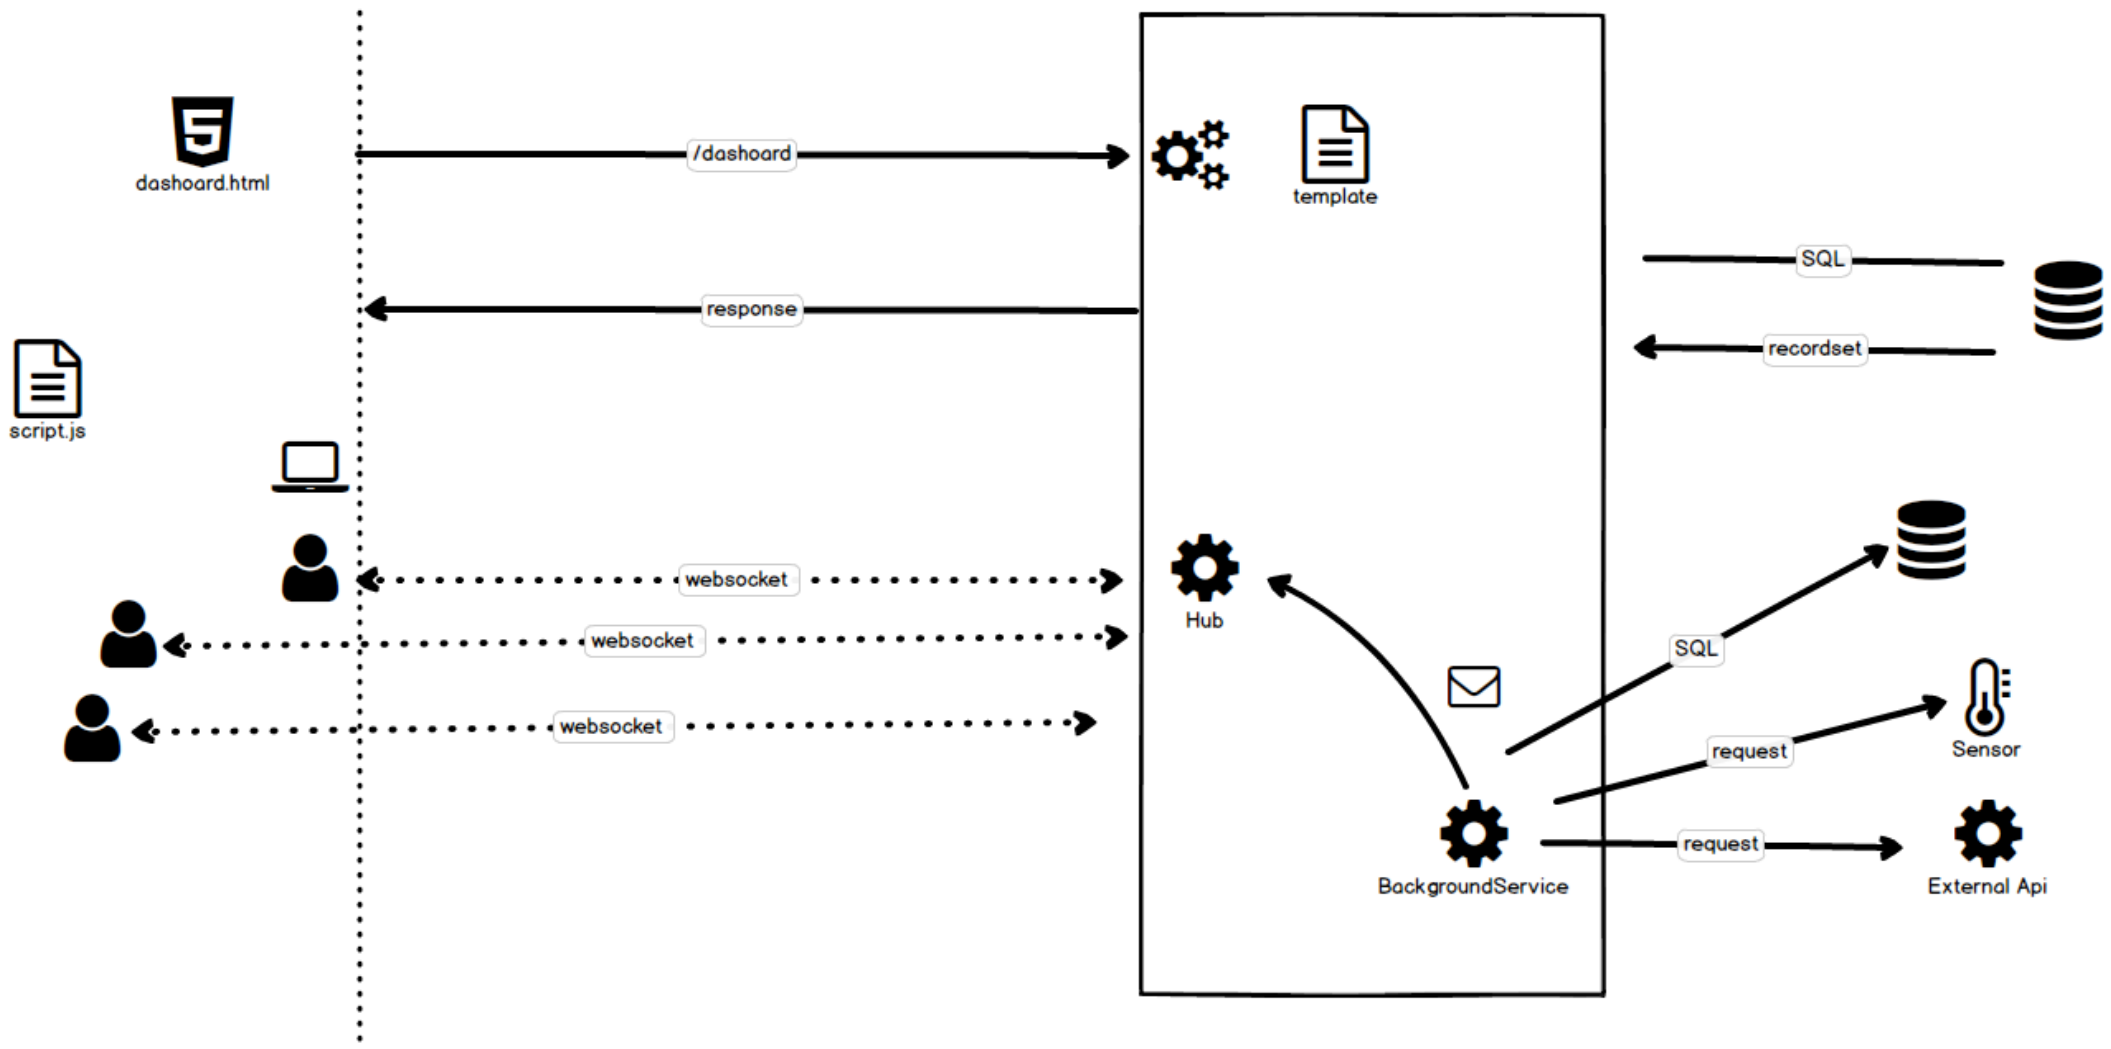 dashoard.html
/dashoard
template
SQL
response
recordset
script.js
websocket
Hub
websocket
SQL
websocket
request
Sensor
request
BackgroundService
External Api